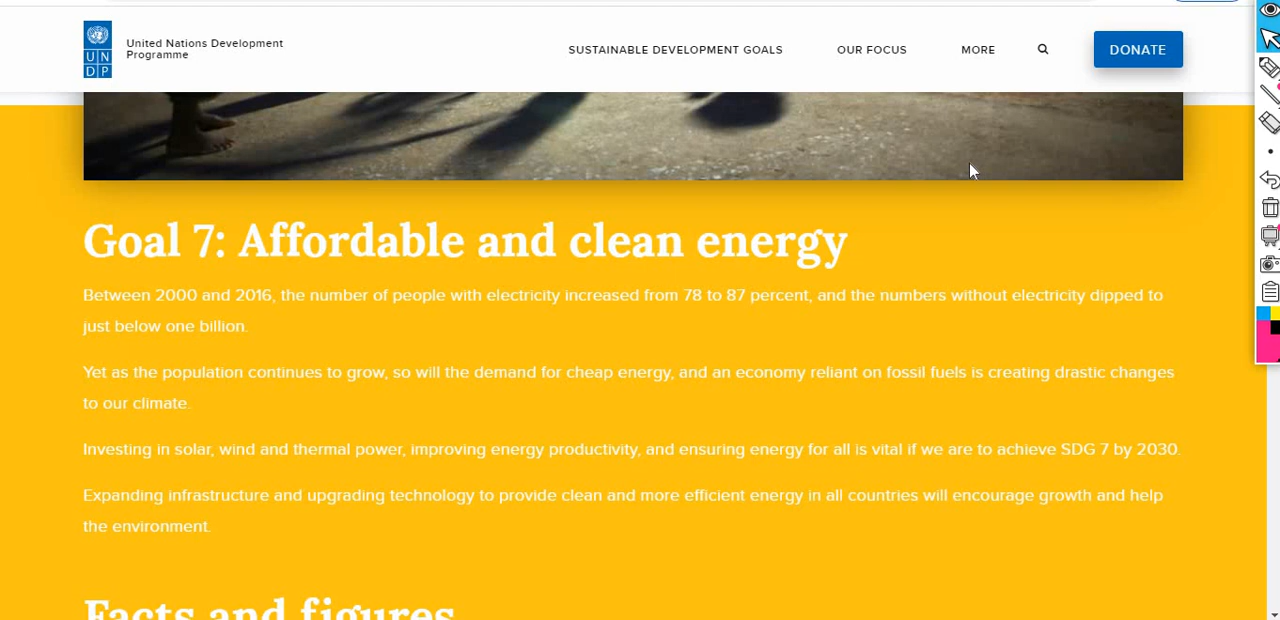 United Nations Development
Programme
U N
D P
SUSTAINABLE DEVELOPMENT GOALS
OUR FOCUS
MORE
DONATE
Goal 7: Affordable and clean energy
Between 2000 and 2016, the number of people with electricity increased from 78 to 87 percent, and the numbers without electricity dipped to
just below one billion.
Yet as the population continues to grow, so will the demand for cheap energy, and an economy reliant on fossil fuels is creating drastic changes
to our climate.
Investing in solar, wind and thermal power, improving energy productivity, and ensuring energy for all is vital if we are to achieve SDG 7 by 2030.
Expanding infrastructure and upgrading technology to provide clean and more efficient energy in all countries will encourage growth and help
the environment.
Facts and figures